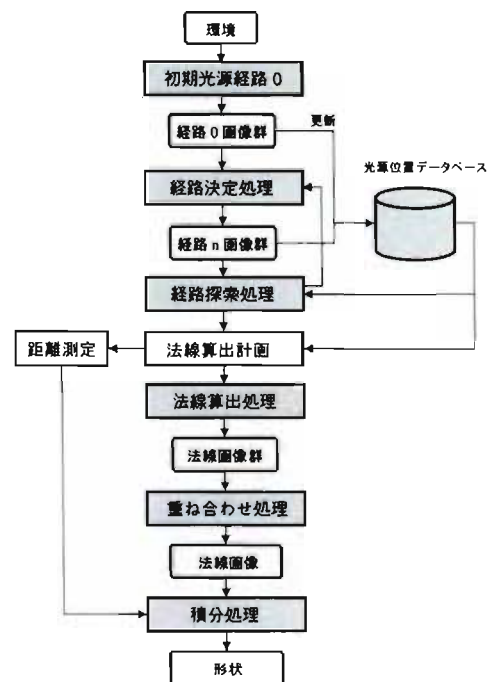 環境
初期光源経路0
経路0画像群
更新
光源位置データベース
経路決定処理
経路n画像群
経路探索処理
距離測定
法線算出計画
法線算出処理
法線画像群
重ね合わせ処理
法線画像
積分処理
形状